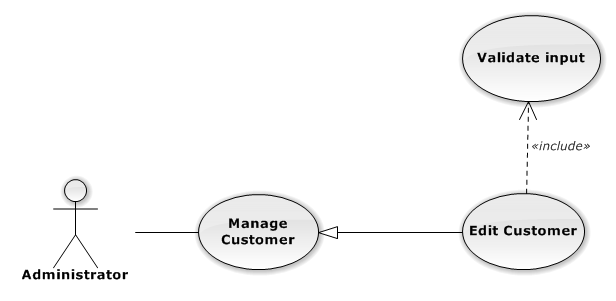 Validate input
«include»
Manage
Customer
Edit Customer
Administrator